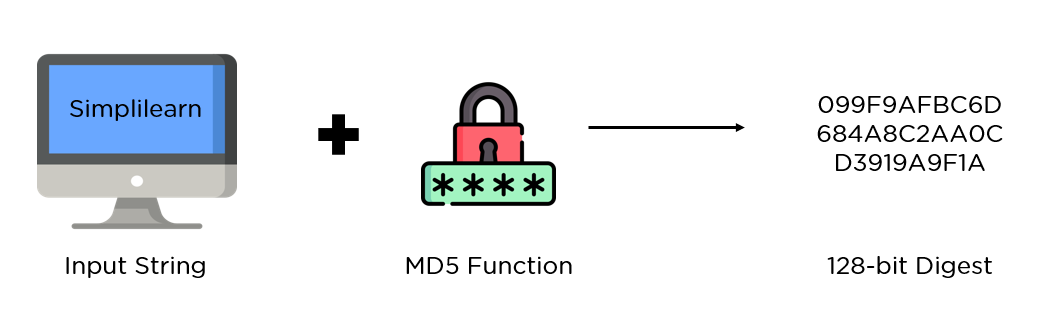 Simplilearn
099F9AFBC6D
684A8C2AA0C
D3919A9F1A
****
Input String
MD5 Function
128-bit Digest